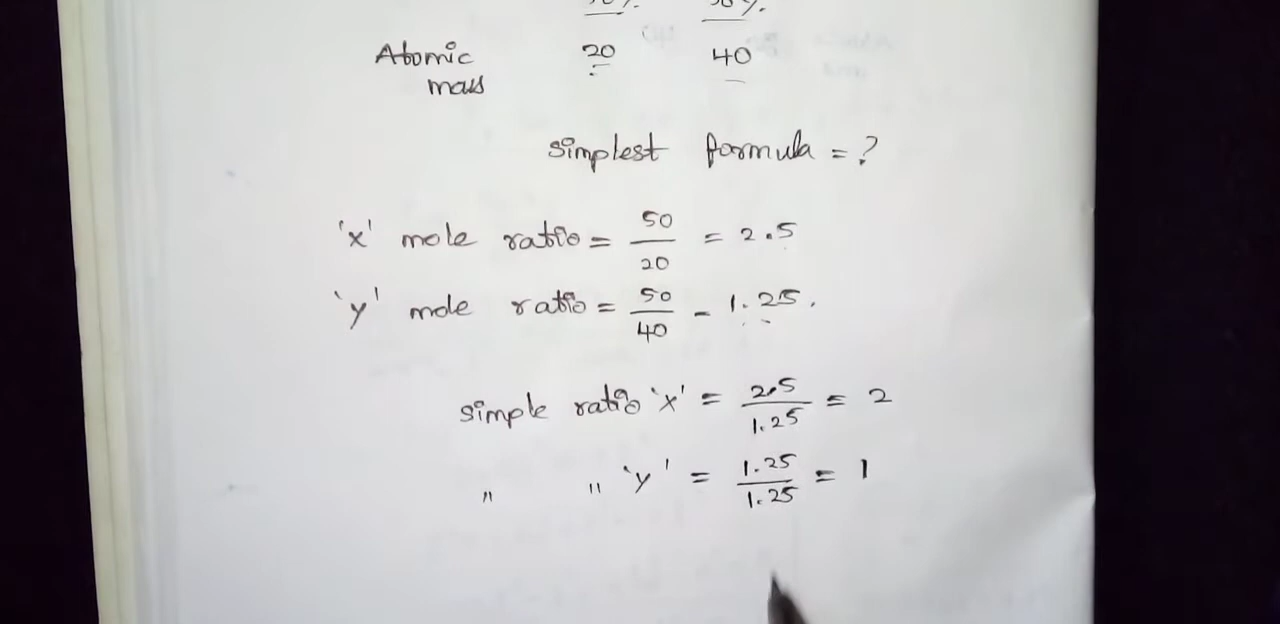 Atomic 20 40
mass
simplest formula = ?
'x' mole ratio = 50/20 = 2.5
'y' mole ratio = 50/40 = 1.25.
simple ratio 'x' = 2.5/1.25 = 2
" " 'y' = 1.25/1.25 = 1